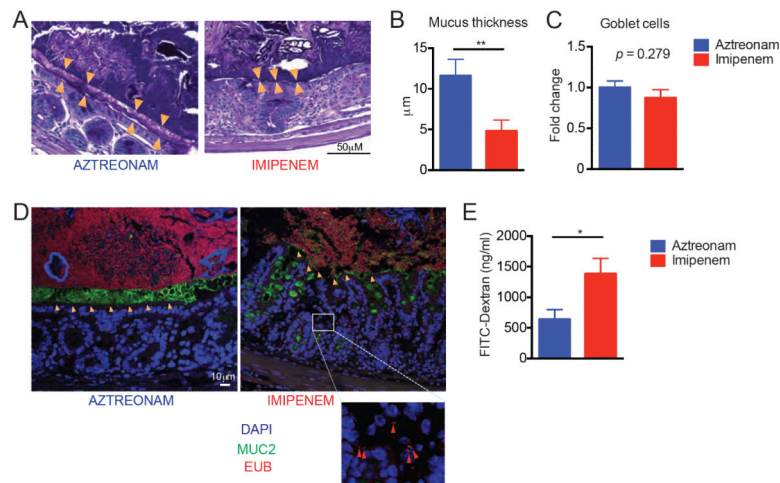 A
AZTREONAM
IMIPENEM
50µM
B
Mucus thickness
**
15
10
5
0
µm
C
Goblet cells
p = 0.279
1.5
1.0
0.5
0.0
Fold change
Aztreonam
Imipenem
D
10µm
AZTREONAM
IMIPENEM
DAPI
MUC2
EUB
E
*
2000
1500
1000
500
0
FITC-Dextran (ng/ml)
Aztreonam
Imipenem